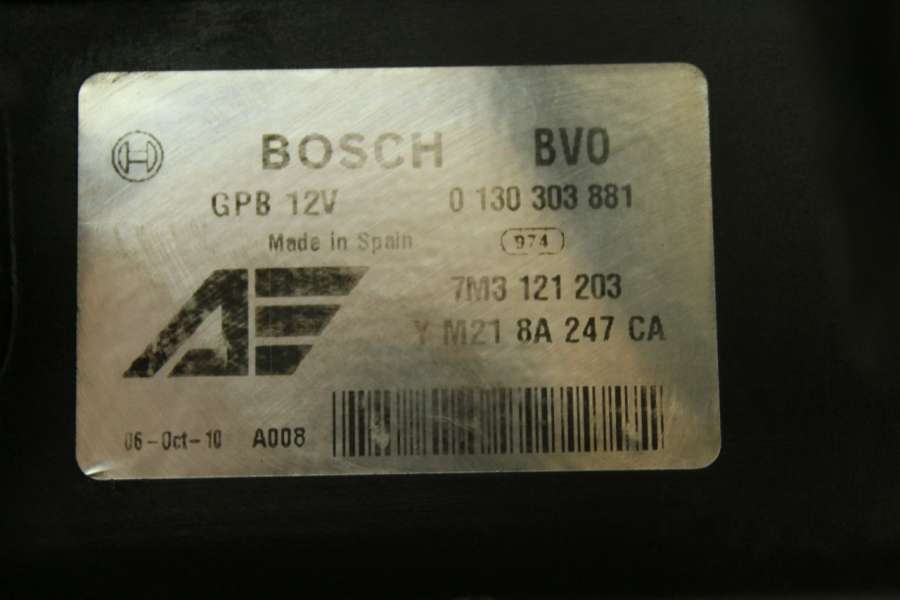 BOSCH BVO
GPB 12V 0 130 303 881
Made in Spain 974
7M3 121 203
YM21 8A 247 CA
06-Oct-10 A008